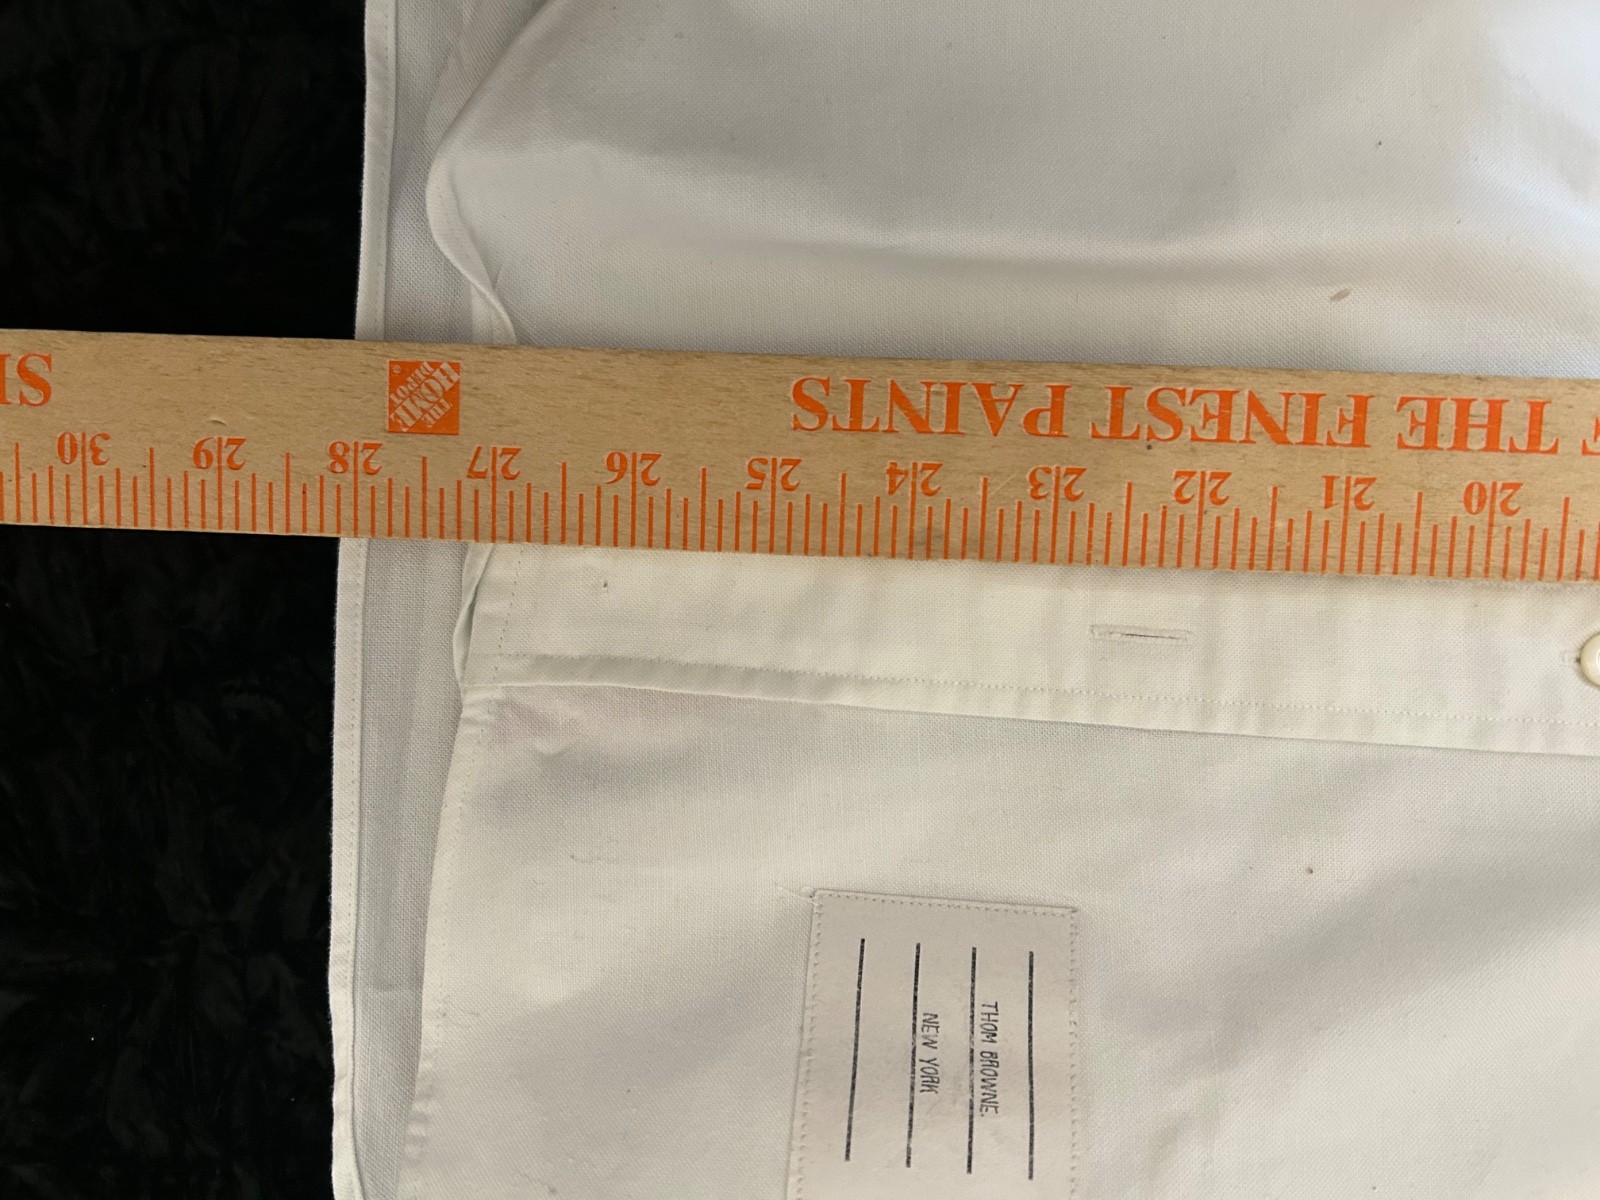 THE FINEST PAINTS
THE
HOME
DEPOT
20 21 22 23 24 25 26 27 28 29 30
THOM BROWNE.
NEW YORK